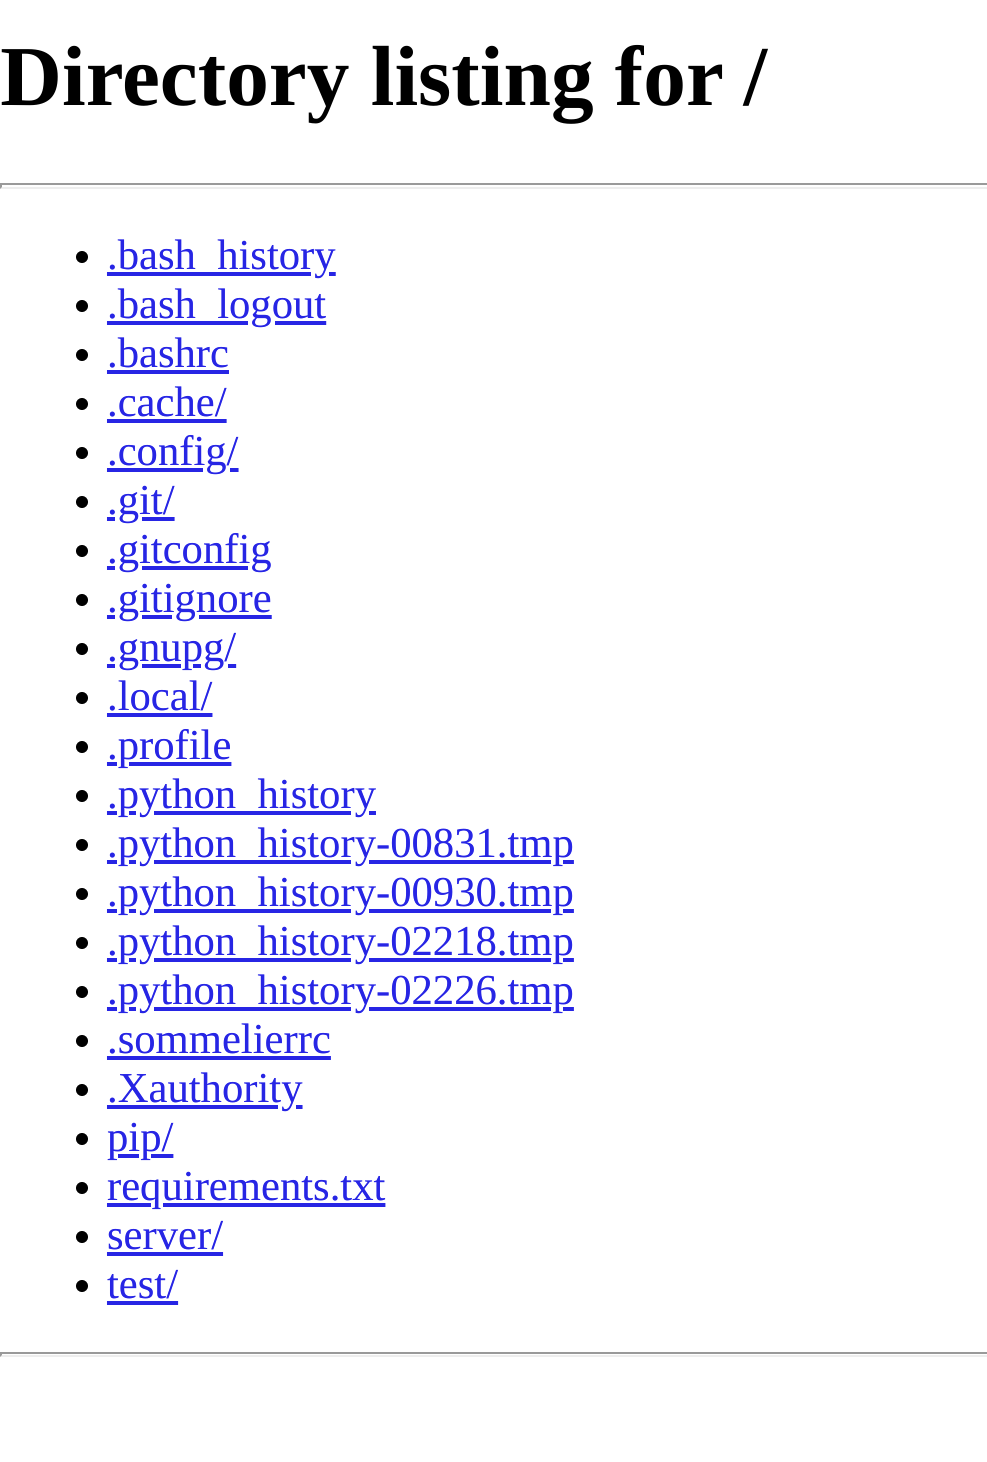 Directory listing for /
.bash_history
.bash_logout
.bashrc
.cache/
.config/
.git/
.gitconfig
.gitignore
.gnupg/
.local/
.profile
.python_history
.python_history-00831.tmp
.python_history-00930.tmp
.python_history-02218.tmp
.python_history-02226.tmp
.sommelierrc
.Xauthority
pip/
requirements.txt
server/
test/